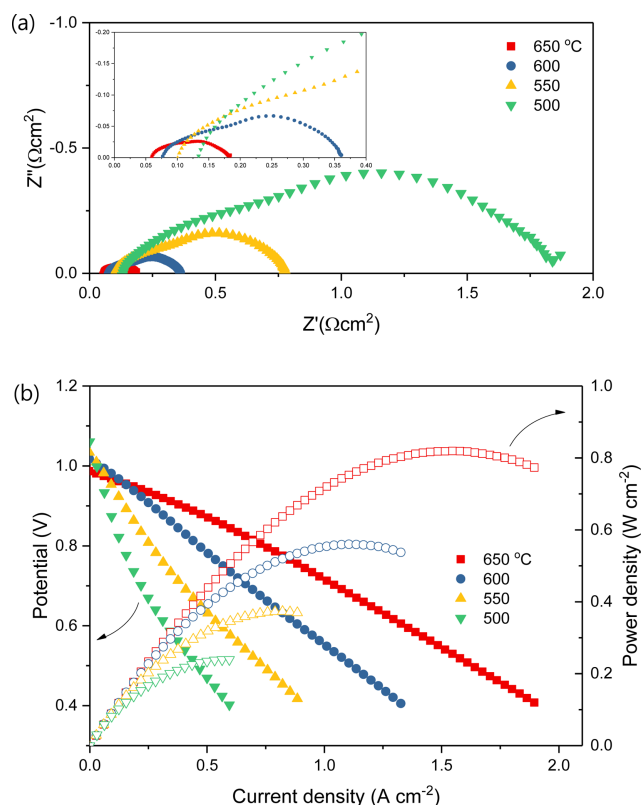 (a)
-1.0
-0.5
0.0
Z"(Ωcm²)
-0.20
-0.15
-0.10
-0.05
0.00
0.00 0.05 0.10 0.15 0.20 0.25 0.30 0.35 0.40
650 °C
600
550
500
0.0 0.5 1.0 1.5 2.0
Z'(Ωcm²)
(b)
1.2
1.0
0.8
0.6
0.4
Potential (V)
1.0
0.8
0.6
0.4
0.2
0.0
Power density (W cm⁻²)
650 °C
600
550
500
0.0 0.5 1.0 1.5 2.0
Current density (A cm⁻²)